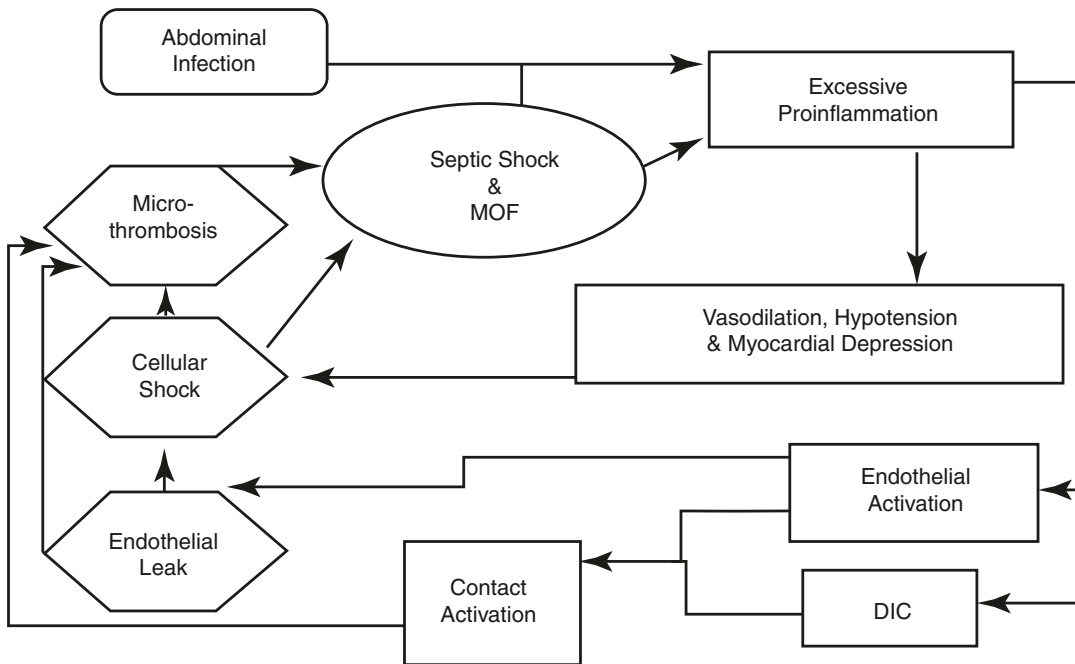 Abdominal
Infection
Excessive
Proinflammation
Septic Shock
&
MOF
Micro-
thrombosis
Vasodilation, Hypotension
& Myocardial Depression
Cellular
Shock
Endothelial
Activation
Endothelial
Leak
Contact
Activation
DIC